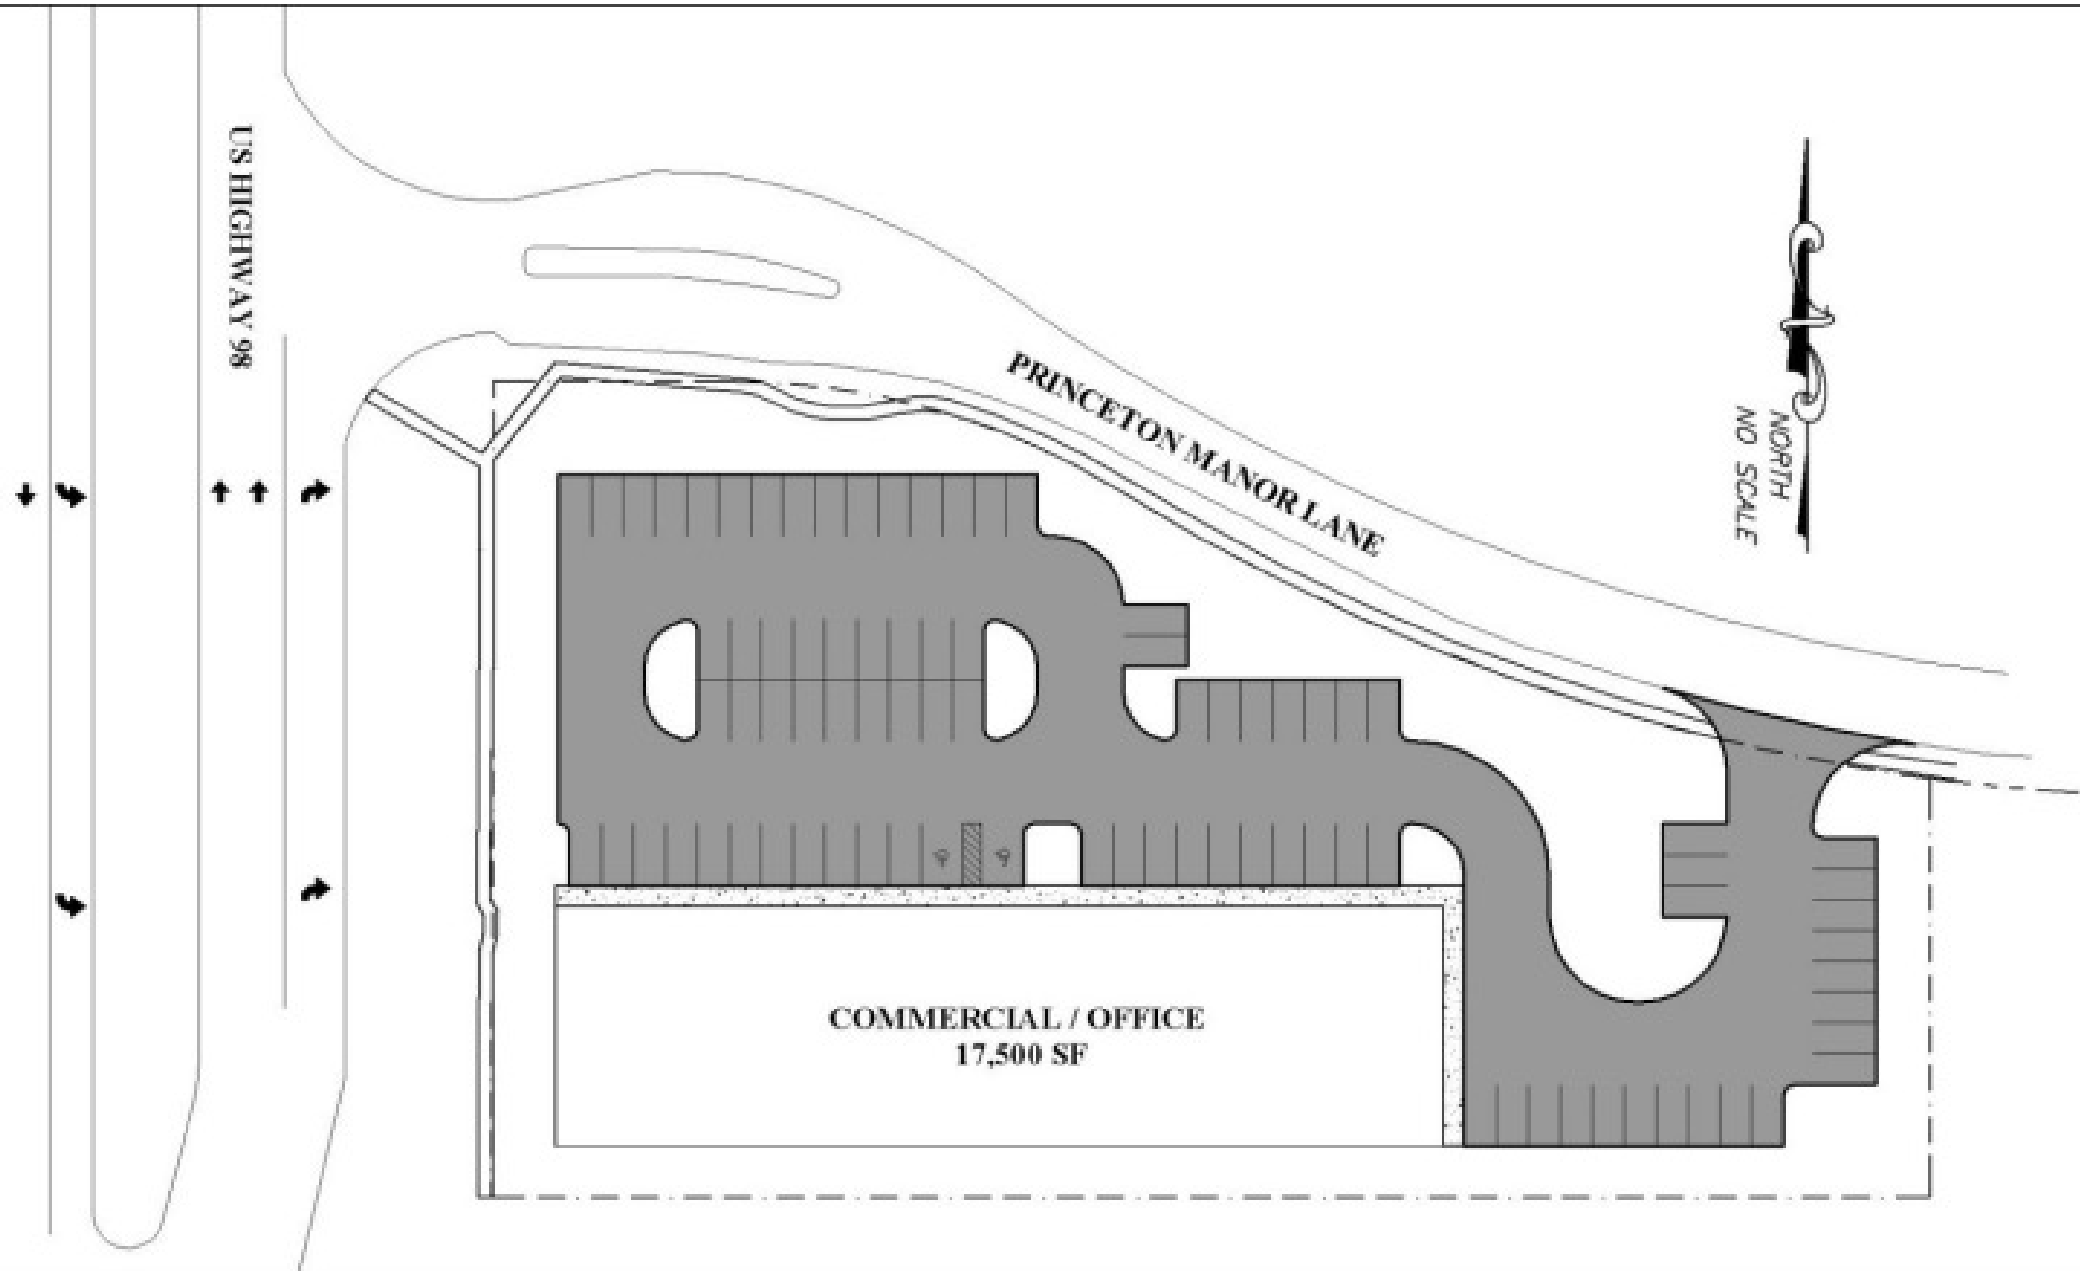 US HIGHWAY 98
PRINCETON MANOR LANE
NORTH
NO SCALE
COMMERCIAL / OFFICE
17,500 SF